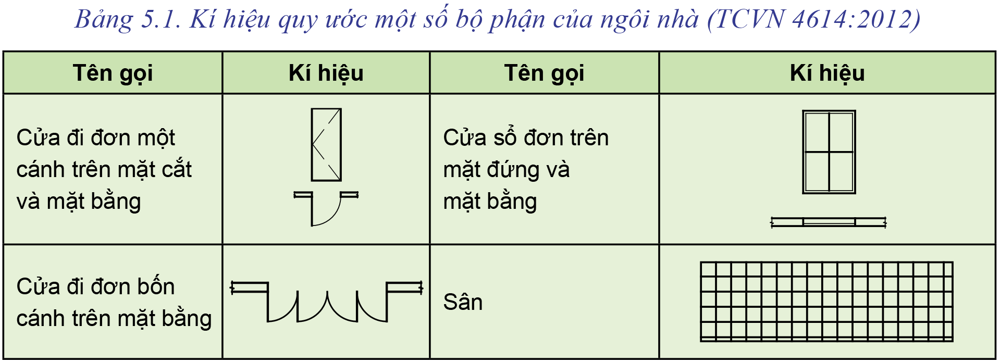 Bảng 5.1. Kí hiệu quy ước một số bộ phận của ngôi nhà (TCVN 4614:2012)
Tên gọi
Kí hiệu
Tên gọi
Kí hiệu
Cửa đi đơn một
cánh trên mặt cắt
và mặt bằng
Cửa sổ đơn trên
mặt đứng và
mặt bằng
Cửa đi đơn bốn
cánh trên mặt bằng
Sân